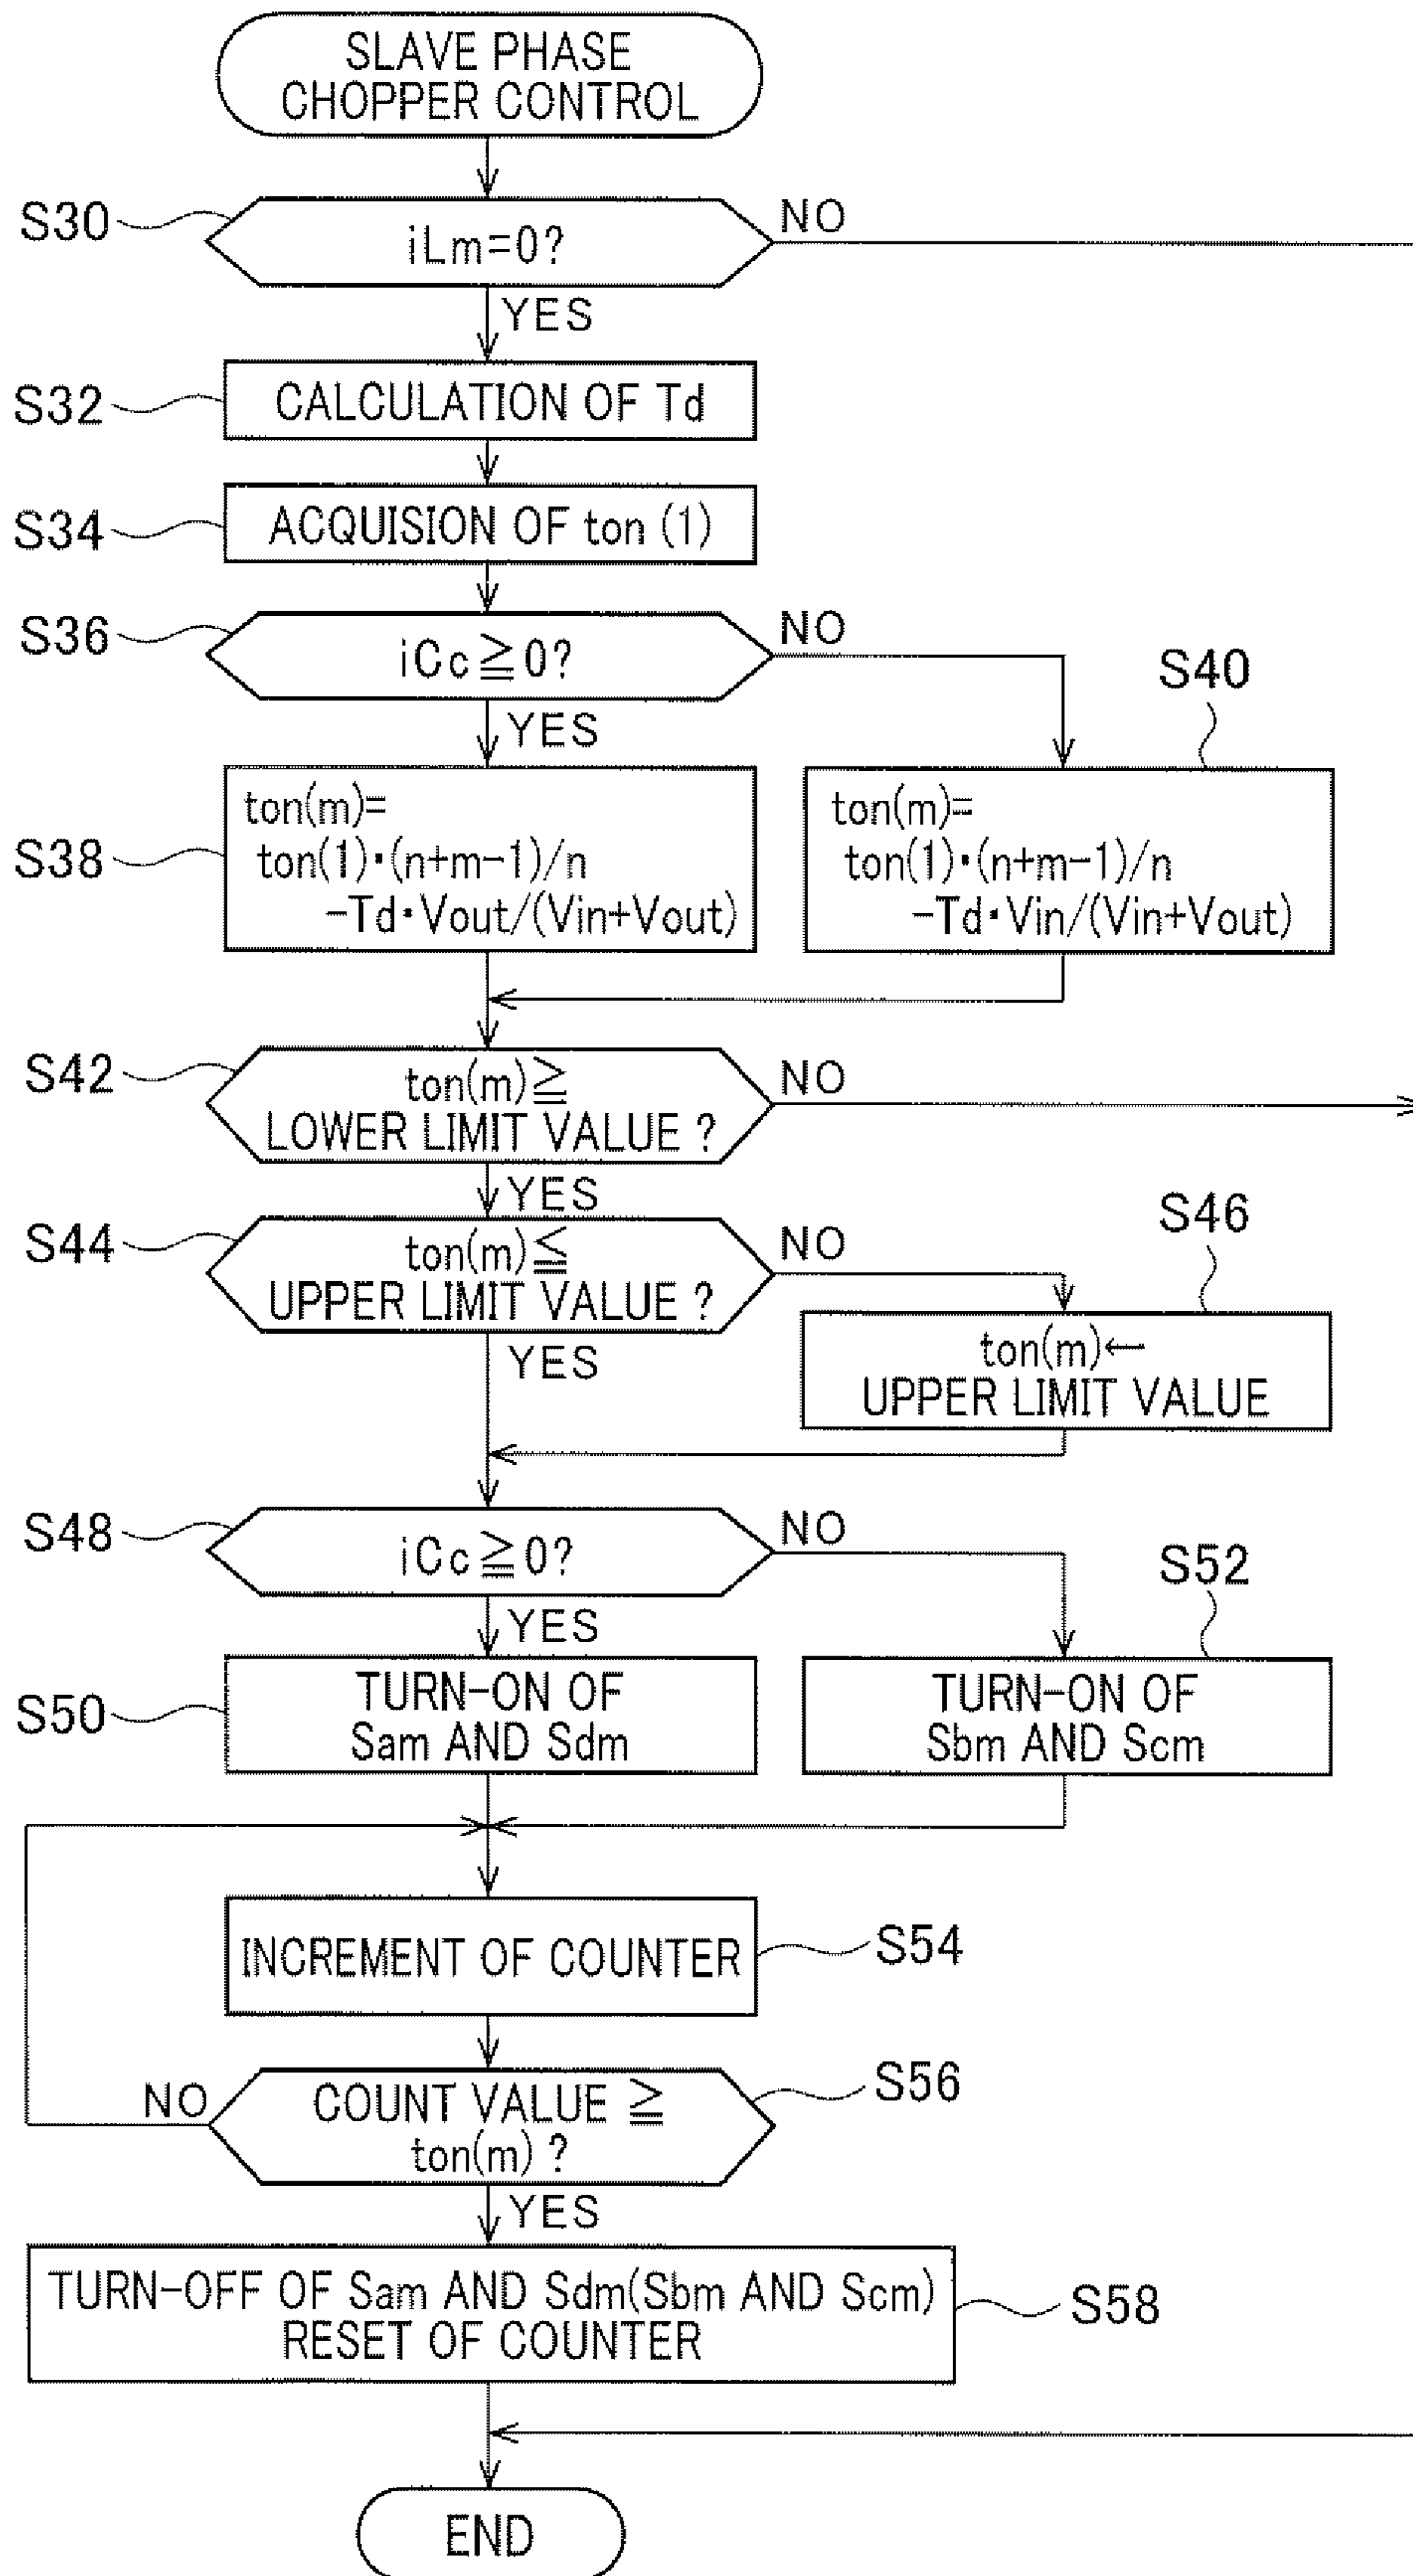 SLAVE PHASE
CHOPPER CONTROL
S30
iLm=0?
NO
YES
S32
CALCULATION OF Td
S34
ACQUISION OF ton (1)
S36
iCc≧0?
NO
YES
S40
S38
ton(m)=
ton(1)·(n+m-1)/n
-Td·Vout/(Vin+Vout)
ton(m)=
ton(1)·(n+m-1)/n
-Td·Vin/(Vin+Vout)
S42
ton(m)≧
LOWER LIMIT VALUE ?
NO
YES
S44
ton(m)≦
UPPER LIMIT VALUE ?
NO
YES
S46
ton(m)←
UPPER LIMIT VALUE
S48
iCc≧0?
NO
YES
S52
S50
TURN-ON OF
Sam AND Sdm
TURN-ON OF
Sbm AND Scm
INCREMENT OF COUNTER
S54
NO
COUNT VALUE ≧
ton(m) ?
S56
YES
TURN-OFF OF Sam AND Sdm(Sbm AND Scm)
RESET OF COUNTER
S58
END